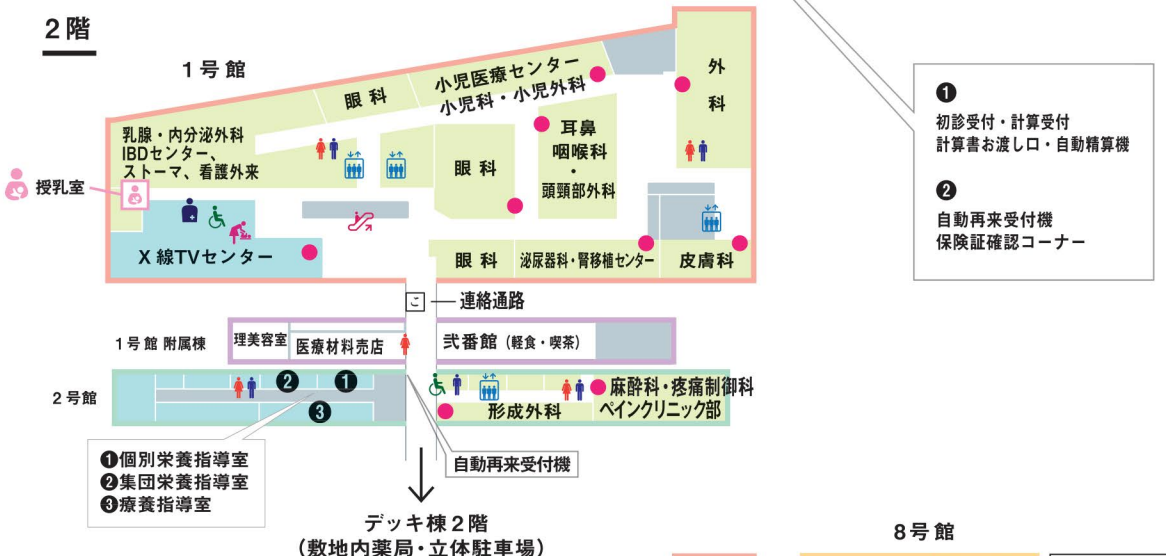 2階
1号館
眼科
小児医療センター
小児科・小児外科
外科
乳腺・内分泌外科
IBDセンター、
ストーマ、看護外来
授乳室
眼科
耳鼻
咽喉科
・
頭頸部外科
X線TVセンター
眼科
泌尿器科・腎移植センター
皮膚科
こ
連絡通路
1号館 附属棟
理美容室
医療材料売店
弐番館（軽食・喫茶）
2号館
❷
❶
❸
形成外科
麻酔科・疼痛制御科
ペインクリニック部
❶個別栄養指導室
❷集団栄養指導室
❸療養指導室
自動再来受付機
デッキ棟2階
（敷地内薬局・立体駐車場）
❶
初診受付・計算受付
計算書お渡し口・自動精算機
❷
自動再来受付機
保険証確認コーナー
8号館